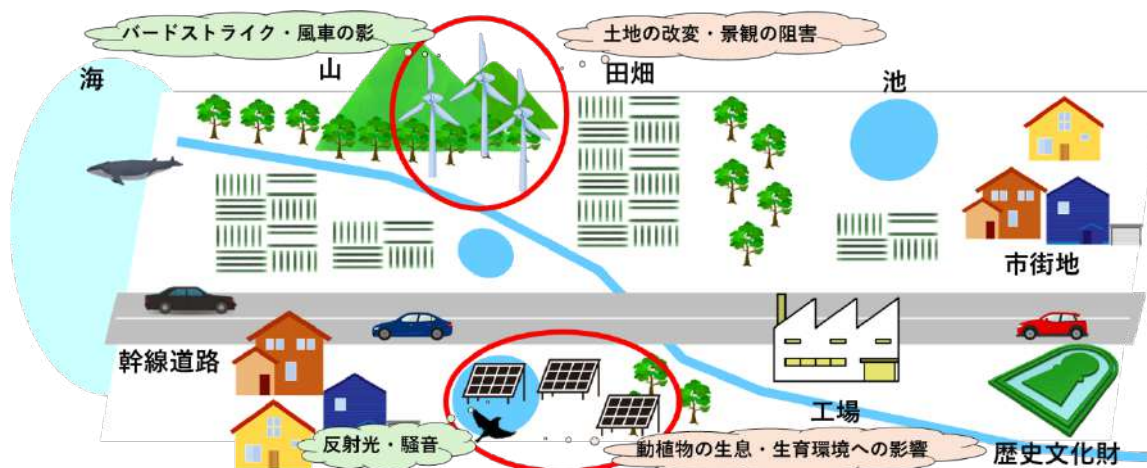 バードストライク・風車の影
土地の改変・景観の阻害
海
山
田畑
池
市街地
幹線道路
工場
反射光・騒音
動植物の生息・生育環境への影響
歴史文化財